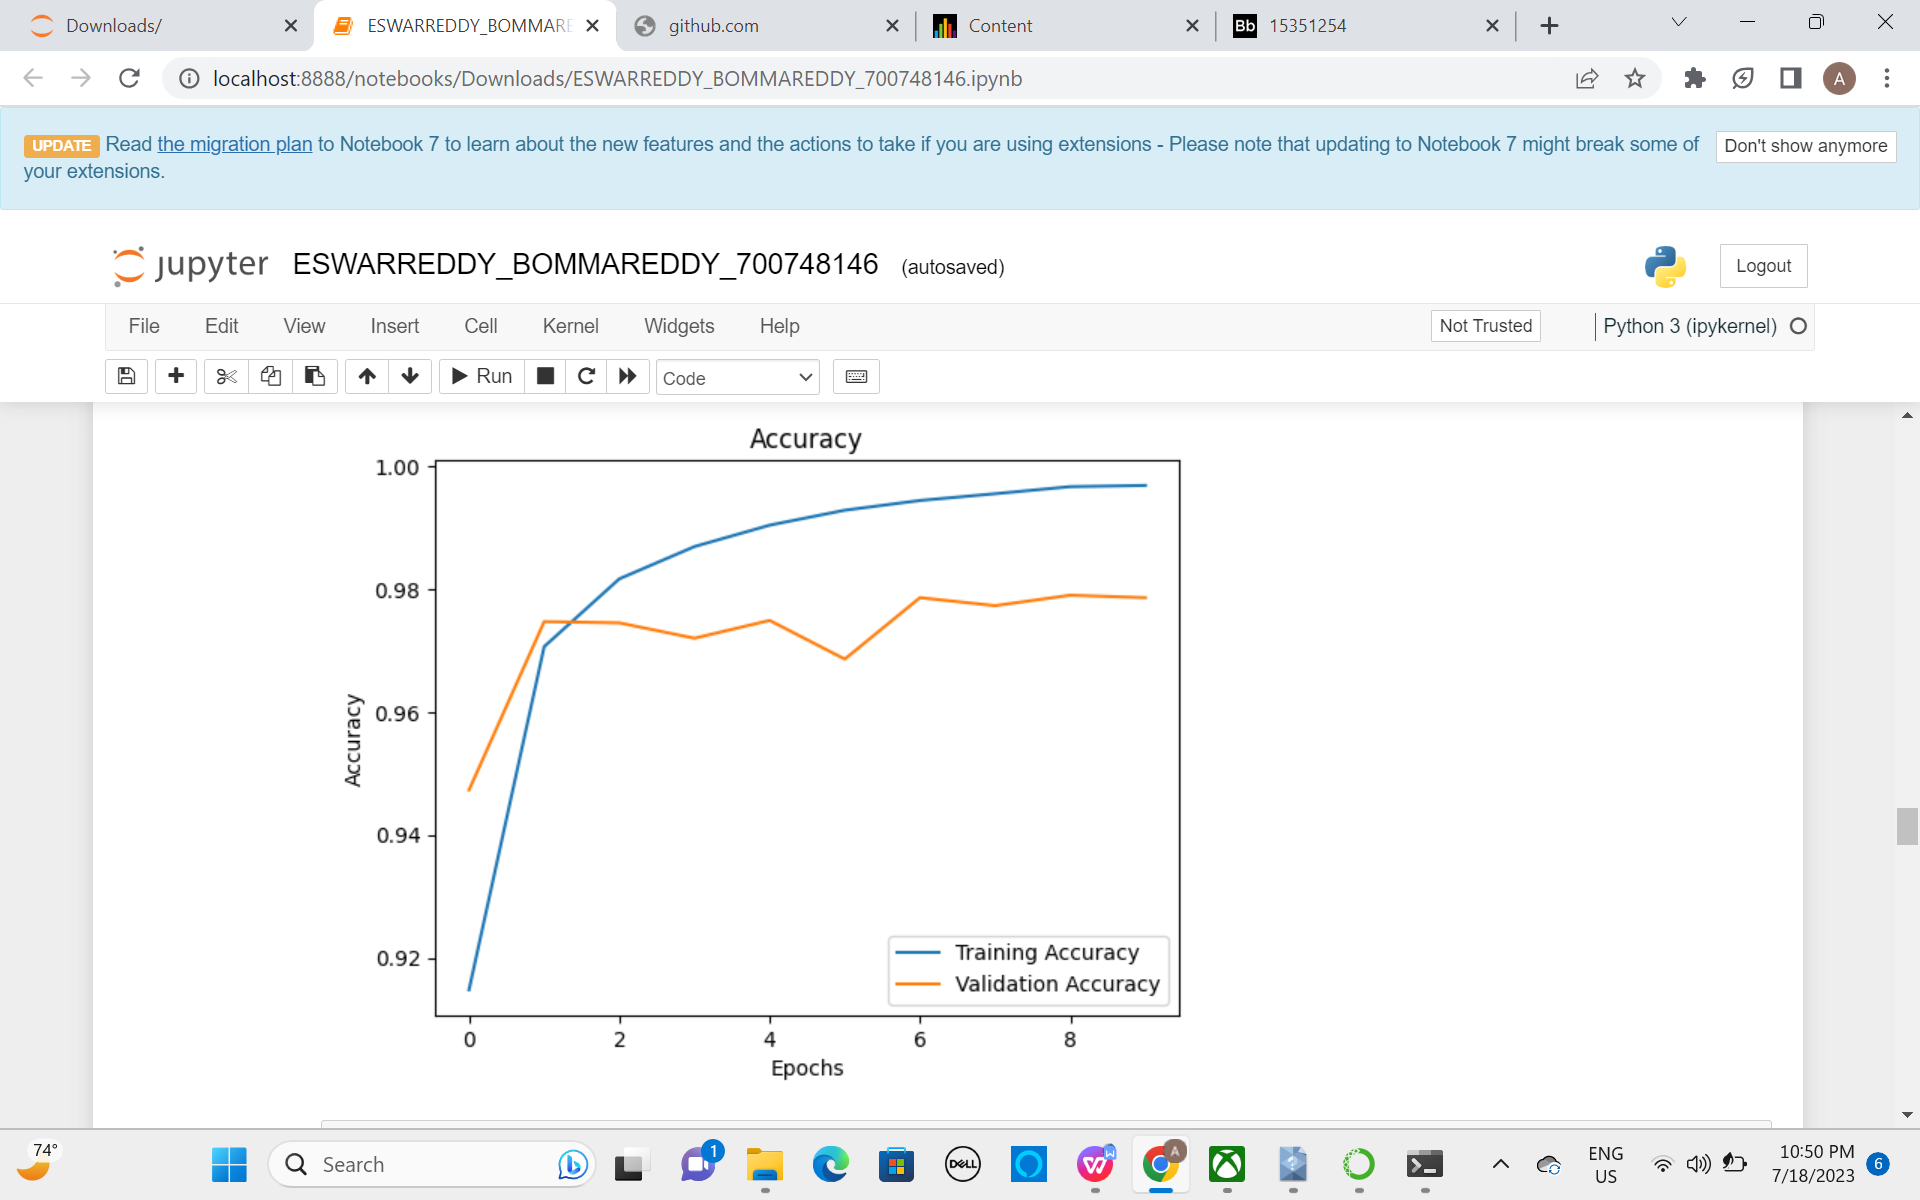 Downloads/
ESWARREDDY_BOMMARE
github.com
Content
Bb 15351254
localhost:8888/notebooks/Downloads/ESWARREDDY_BOMMAREDDY_700748146.ipynb
A
UPDATE Read the migration plan to Notebook 7 to learn about the new features and the actions to take if you are using extensions - Please note that updating to Notebook 7 might break some of
your extensions.
Don't show anymore
jupyter ESWARREDDY_BOMMAREDDY_700748146 (autosaved)
Logout
File Edit View Insert Cell Kernel Widgets Help
Not Trusted
Python 3 (ipykernel)
Run
Code
Accuracy
1.00
0.98
0.96
0.94
0.92
Accuracy
Training Accuracy
Validation Accuracy
0 2 4 6 8
Epochs
74°
Search
1
DELL
W
A
ENG
US
10:50 PM
7/18/2023
6